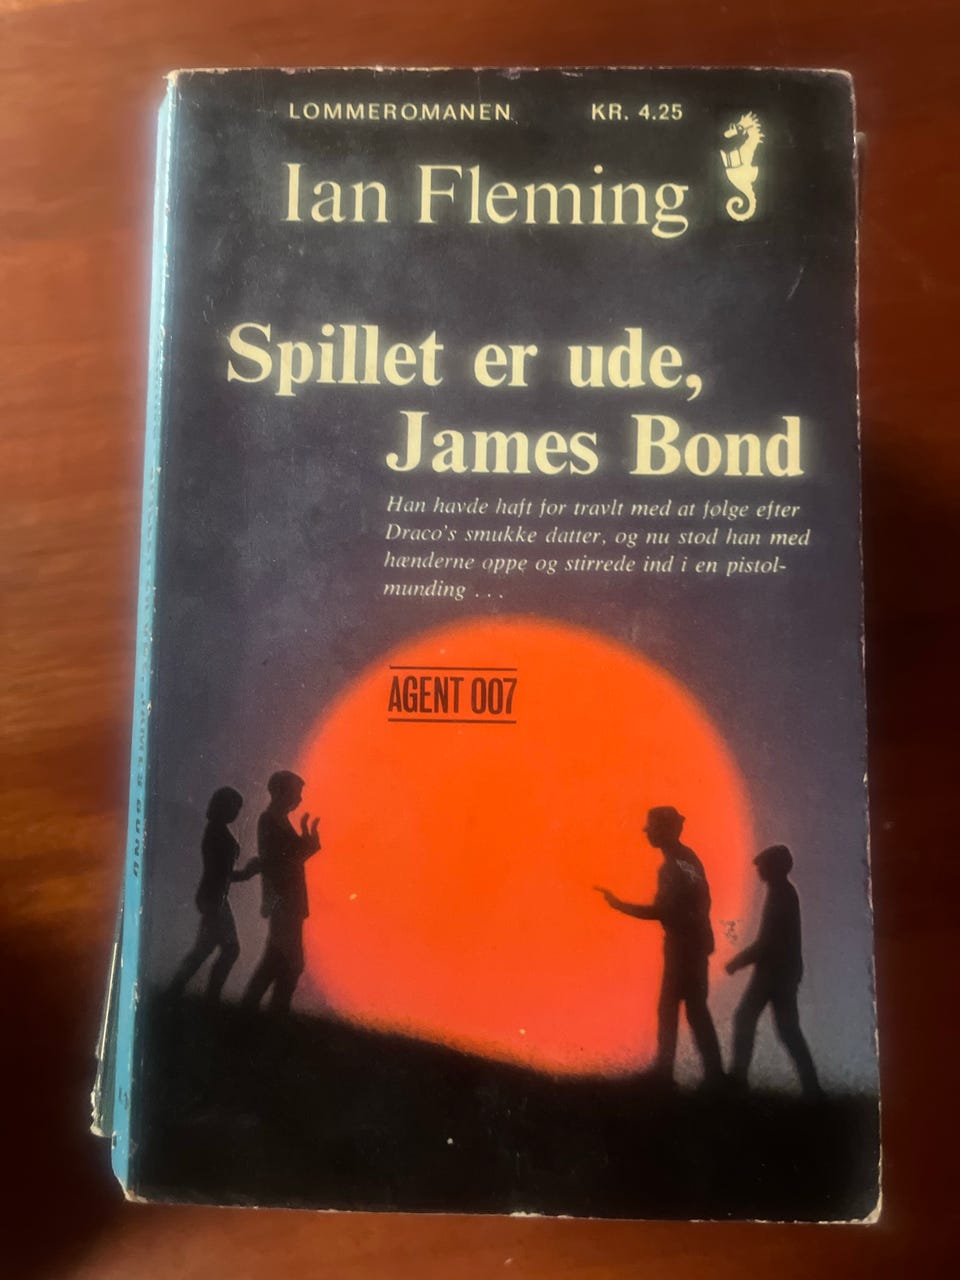 LOMMEROMANEN KR. 4.25
Ian Fleming
Spillet er ude,
James Bond
Han havde haft for travlt med at følge efter
Draco's smukke datter, og nu stod han med
hænderne oppe og stirrede ind i en pistol-
munding . . .
AGENT 007